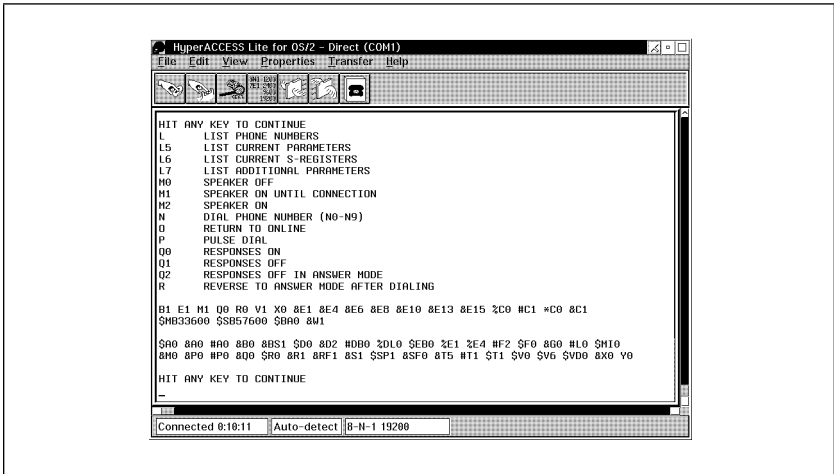 HyperACCESS Lite for OS/2 - Direct (COM1)
File Edit View Properties Transfer Help
HIT ANY KEY TO CONTINUE
L LIST PHONE NUMBERS
L5 LIST CURRENT PARAMETERS
L6 LIST CURRENT S-REGISTERS
L7 LIST ADDITIONAL PARAMETERS
M0 SPEAKER OFF
M1 SPEAKER ON UNTIL CONNECTION
M2 SPEAKER ON
N DIAL PHONE NUMBER (N0-N9)
O RETURN TO ONLINE
P PULSE DIAL
Q0 RESPONSES ON
Q1 RESPONSES OFF
Q2 RESPONSES OFF IN ANSWER MODE
R REVERSE TO ANSWER MODE AFTER DIALING
B1 E1 M1 Q0 R0 V1 X0 &E1 &E4 &E6 &E8 &E10 &E13 &E15 %C0 #C1 *C0 &C1
$MB33600 $SB57600 $BA0 &W1
$A0 &A0 #A0 &B0 &BS1 $D0 &D2 #DB0 %DL0 $EB0 %E1 %E4 #F2 $F0 &G0 #L0 $MI0
&M0 &P0 #P0 &Q0 $R0 &R1 &RF1 &S1 $SP1 &SF0 &T5 #T1 $T1 $V0 $V6 $VD0 &X0 Y0
HIT ANY KEY TO CONTINUE
Connected 0:10:11 Auto-detect 8-N-1 19200